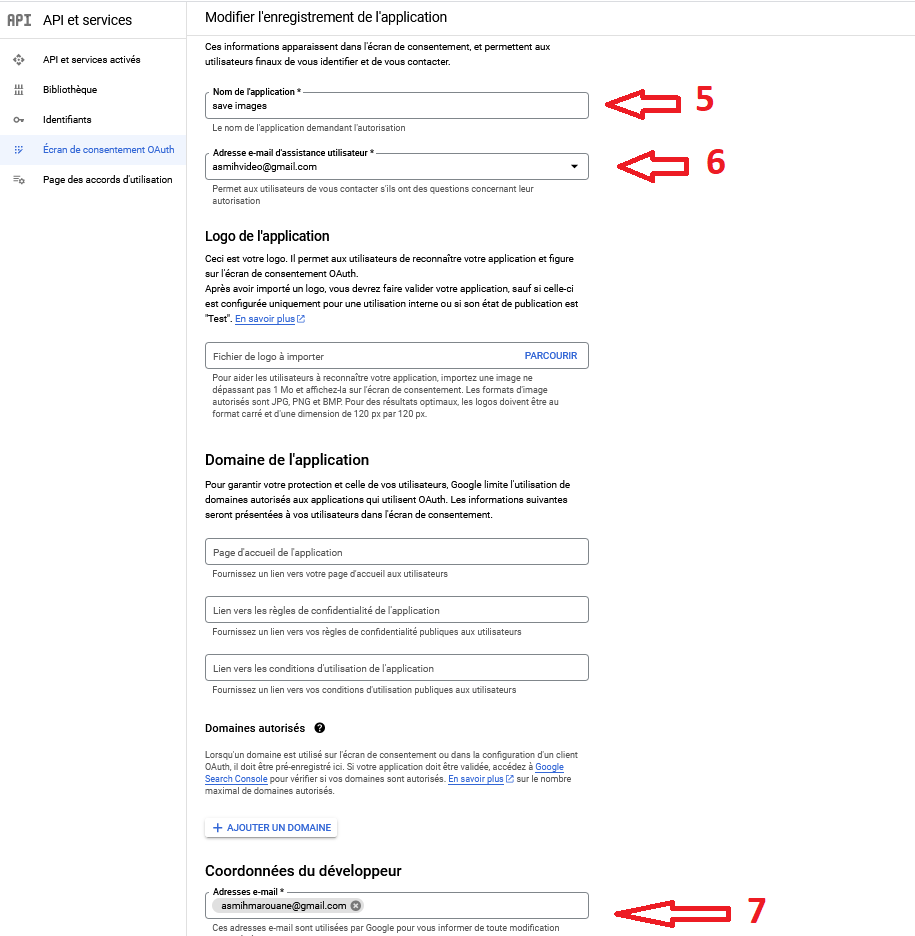 API API et services
Modifier l'enregistrement de l'application
API et services activés
Bibliothèque
Identifiants
Écran de consentement OAuth
Page des accords d'utilisation
Ces informations apparaissent dans l'écran de consentement, et permettent aux
utilisateurs finaux de vous identifier et de vous contacter.
Nom de l'application *
save images
5
Le nom de l'application demandant l'autorisation
Adresse e-mail d'assistance utilisateur *
asmihvideo@gmail.com
6
Permet aux utilisateurs de vous contacter s'ils ont des questions concernant leur
autorisation
Logo de l'application
Ceci est votre logo. Il permet aux utilisateurs de reconnaître votre application et figure
sur l'écran de consentement OAuth.
Après avoir importé un logo, vous devrez faire valider votre application, sauf si celle-ci
est configurée uniquement pour une utilisation interne ou si son état de publication est
"Test". En savoir plus
Fichier de logo à importer PARCOURIR
Pour aider les utilisateurs à reconnaître votre application, importez une image ne
dépassant pas 1 Mo et affichez-la sur l'écran de consentement. Les formats d'image
autorisés sont JPG, PNG et BMP. Pour des résultats optimaux, les logos doivent être au
format carré et d'une dimension de 120 px par 120 px.
Domaine de l'application
Pour garantir votre protection et celle de vos utilisateurs, Google limite l'utilisation de
domaines autorisés aux applications qui utilisent OAuth. Les informations suivantes
seront présentées à vos utilisateurs dans l'écran de consentement.
Page d'accueil de l'application
Fournissez un lien vers votre page d'accueil aux utilisateurs
Lien vers les règles de confidentialité de l'application
Fournissez un lien vers vos règles de confidentialité publiques aux utilisateurs
Lien vers les conditions d'utilisation de l'application
Fournissez un lien vers vos conditions d'utilisation publiques aux utilisateurs
Domaines autorisés ?
Lorsqu'un domaine est utilisé sur l'écran de consentement ou dans la configuration d'un client
OAuth, il doit être pré-enregistré ici. Si votre application doit être validée, accédez à Google
Search Console pour vérifier si vos domaines sont autorisés. En savoir plus sur le nombre
maximal de domaines autorisés.
+ AJOUTER UN DOMAINE
Coordonnées du développeur
Adresses e-mail *
asmihmarouane@gmail.com
7
Ces adresses e-mail sont utilisées par Google pour vous informer de toute modification